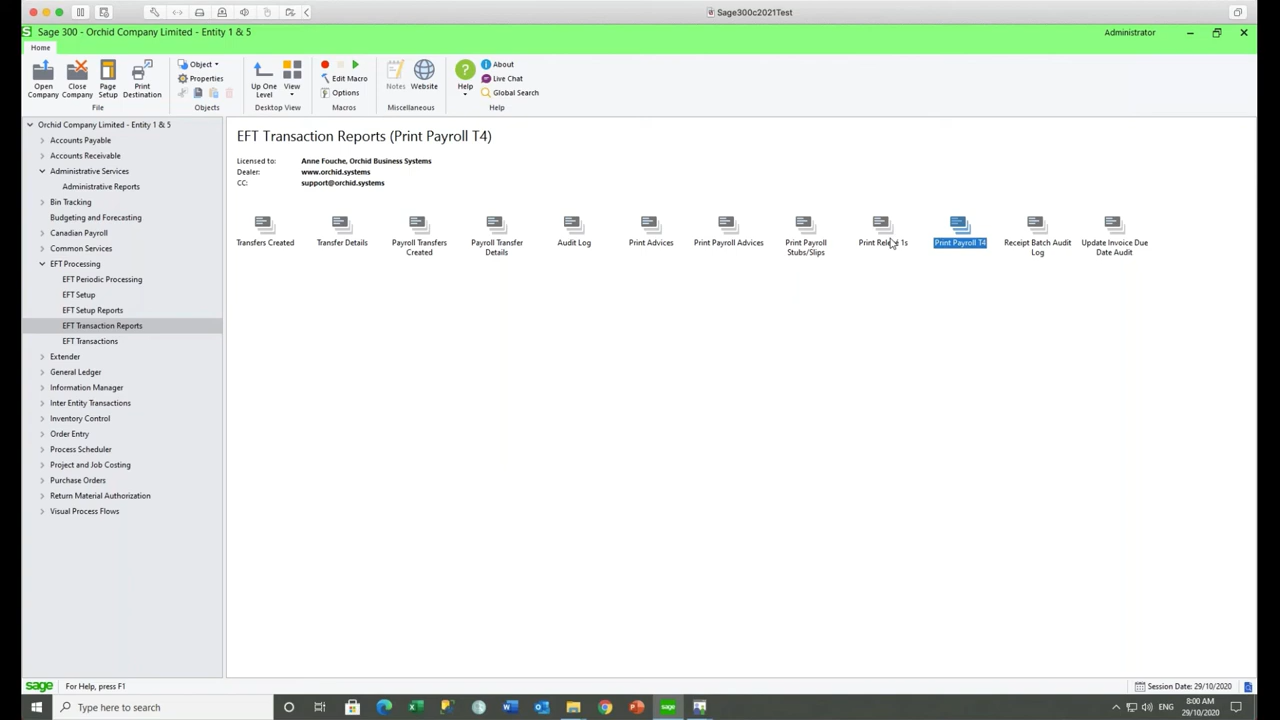 Sage300c2021Test
Sage 300 - Orchid Company Limited - Entity 1 & 5
Administrator
Home
Open Company
Close Company
Page Setup
Print Destination
File
Object
Properties
Objects
Up One Level
View
Desktop View
Edit Macro
Options
Macros
Notes
Website
Miscellaneous
Help
About
Live Chat
Global Search
Help
Orchid Company Limited - Entity 1 & 5
Accounts Payable
Accounts Receivable
Administrative Services
Administrative Reports
Bin Tracking
Budgeting and Forecasting
Canadian Payroll
Common Services
EFT Processing
EFT Periodic Processing
EFT Setup
EFT Setup Reports
EFT Transaction Reports
EFT Transactions
Extender
General Ledger
Information Manager
Inter Entity Transactions
Inventory Control
Order Entry
Process Scheduler
Project and Job Costing
Purchase Orders
Return Material Authorization
Visual Process Flows
EFT Transaction Reports (Print Payroll T4)
Licensed to: Anne Fouche, Orchid Business Systems
Dealer: www.orchid.systems
CC: support@orchid.systems
Transfers Created
Transfer Details
Payroll Transfers
Created
Payroll Transfer
Details
Audit Log
Print Advices
Print Payroll Advices
Print Payroll
Stubs/Slips
Print 1s
Print Payroll T4
Receipt Batch Audit
Log
Update Invoice Due
Date Audit
sage
For Help, press F1
Session Date: 29/10/2020
Type here to search
sage
ENG
8:00 AM
29/10/2020